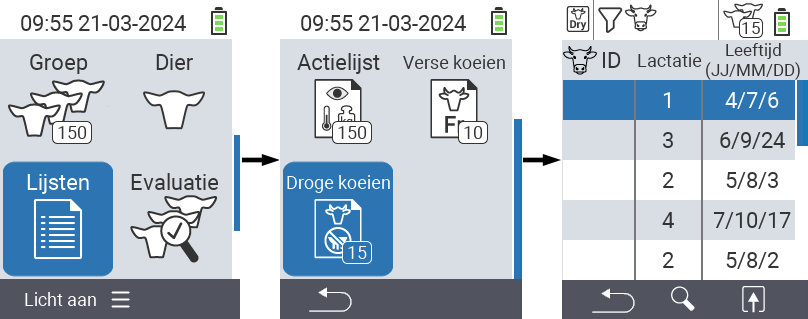 09:55 21-03-2024
Groep
Dier
150
Lijsten
Evaluatie
Licht aan
09:55 21-03-2024
Actielijst
Verse koeien
kg
150
Fr
10
Droge koeien
15
Dry
15
ID
Lactatie
Leeftijd
(JJ/MM/DD)
1
4/7/6
3
6/9/24
2
5/8/3
4
7/10/17
2
5/8/2